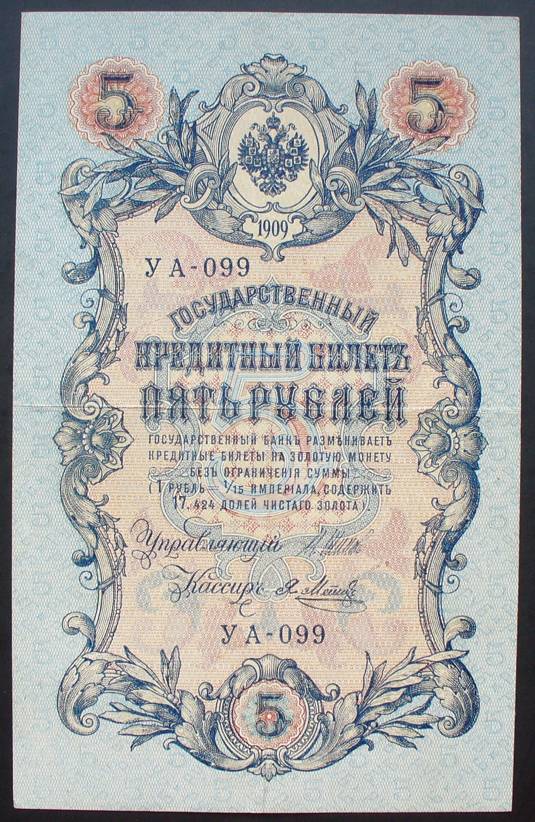 5 5
1909
УА-099
ГОСУДАРСТВЕННЫЙ
КРЕДИТНЫЙ БИЛЕТЪ
ПЯТЬ РУБЛЕЙ
ГОСУДАРСТВЕННЫЙ БАНКЪ РАЗМѢНИВАЕТЪ
КРЕДИТНЫЕ БИЛЕТЫ НА ЗОЛОТУЮ МОНЕТУ
БЕЗЪ ОГРАНИЧЕНІЯ СУММЫ
(1 РУБЛЬ = 1/15 ИМПЕРІАЛА, СОДЕРЖИТЪ
17,424 ДОЛЕЙ ЧИСТАГО ЗОЛОТА).
Управляющій
Кассиръ
УА-099
5